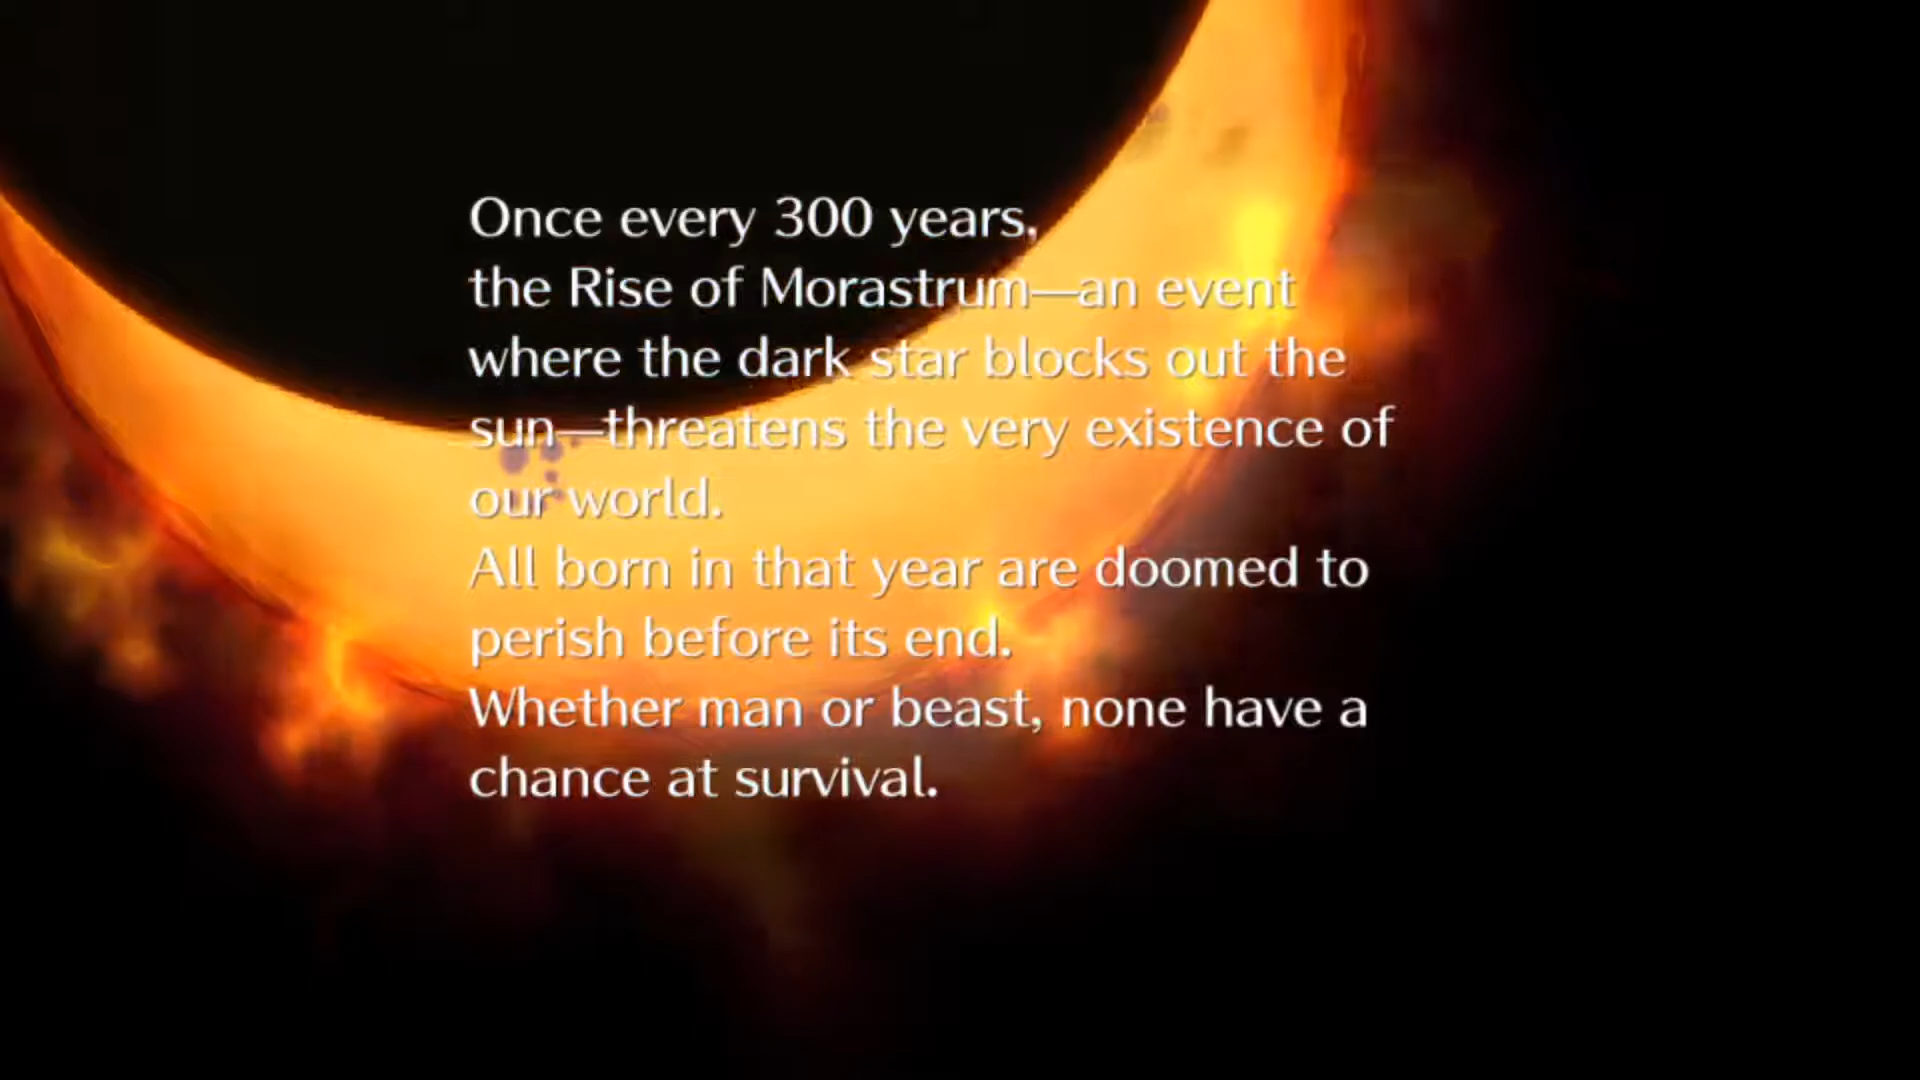 Once every 300 years,
the Rise of Morastrum—an event
where the dark star blocks out the
sun—threatens the very existence of
our world.
All born in that year are doomed to
perish before its end.
Whether man or beast, none have a
chance at survival.